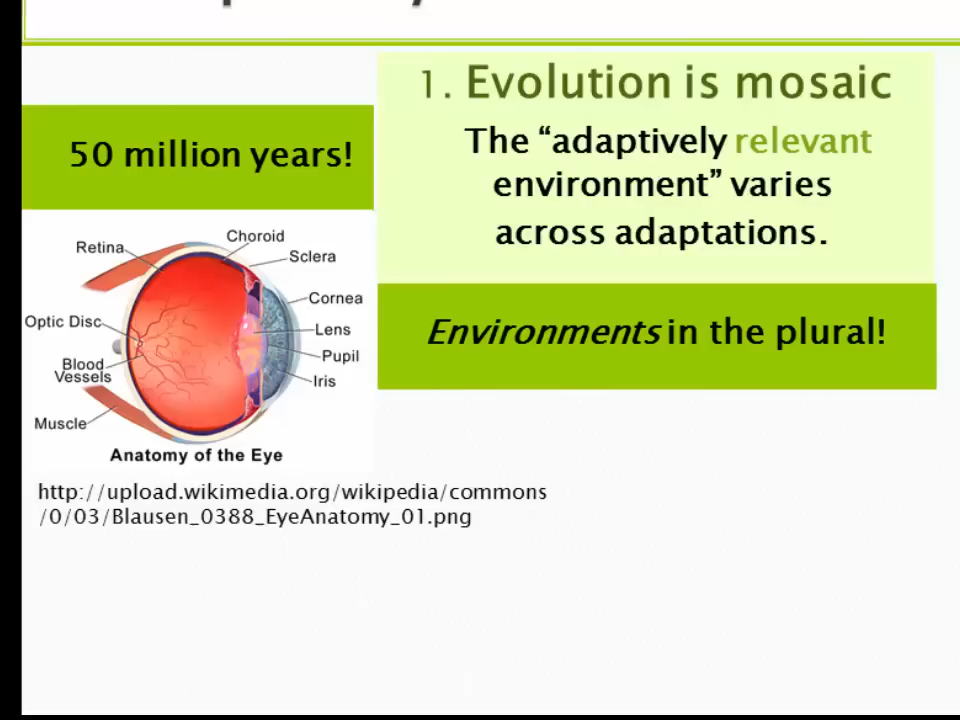 1. Evolution is mosaic
50 million years!
The “adaptively relevant
environment” varies
across adaptations.
Environments in the plural!
Choroid
Retina
Sclera
Cornea
Optic Disc
Lens
Pupil
Blood
Vessels
Iris
Muscle
Anatomy of the Eye
http://upload.wikimedia.org/wikipedia/commons
/0/03/Blausen_0388_EyeAnatomy_01.png